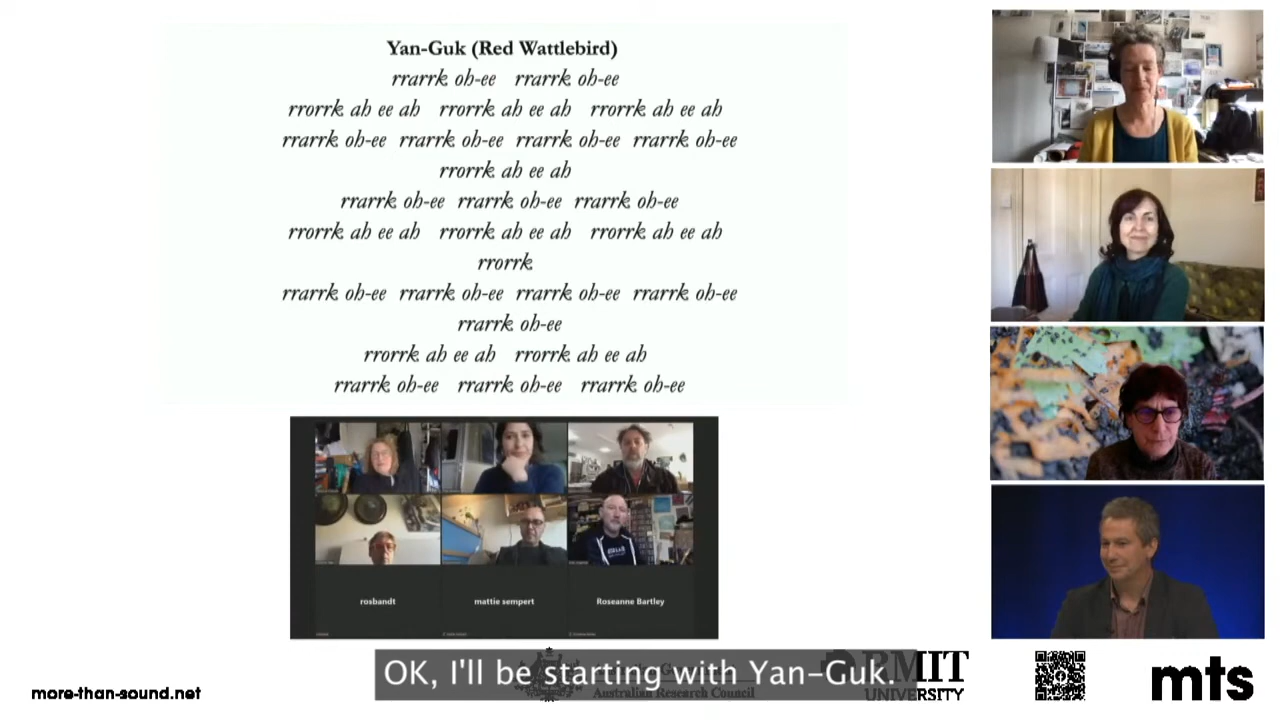 Yan-Guk (Red Wattlebird)
rrarrk oh-ee rrarrk oh-ee
rrorrk ah ee ah rrorrk ah ee ah rrorrk ah ee ah
rrarrk oh-ee rrarrk oh-ee rrarrk oh-ee rrarrk oh-ee
rrorrk ah ee ah
rrarrk oh-ee rrarrk oh-ee rrarrk oh-ee
rrorrk ah ee ah rrorrk ah ee ah rrorrk ah ee ah
rrorrk
rrarrk oh-ee rrarrk oh-ee rrarrk oh-ee rrarrk oh-ee
rrarrk oh-ee
rrorrk ah ee ah rrorrk ah ee ah
rrarrk oh-ee rrarrk oh-ee rrarrk oh-ee
rosbandt
mattie sempert
Roseanne Bartley
OK, I'll be starting with Yan-Guk.
more-than-sound.net
Australian Research Council
RMIT
UNIVERSITY
mts